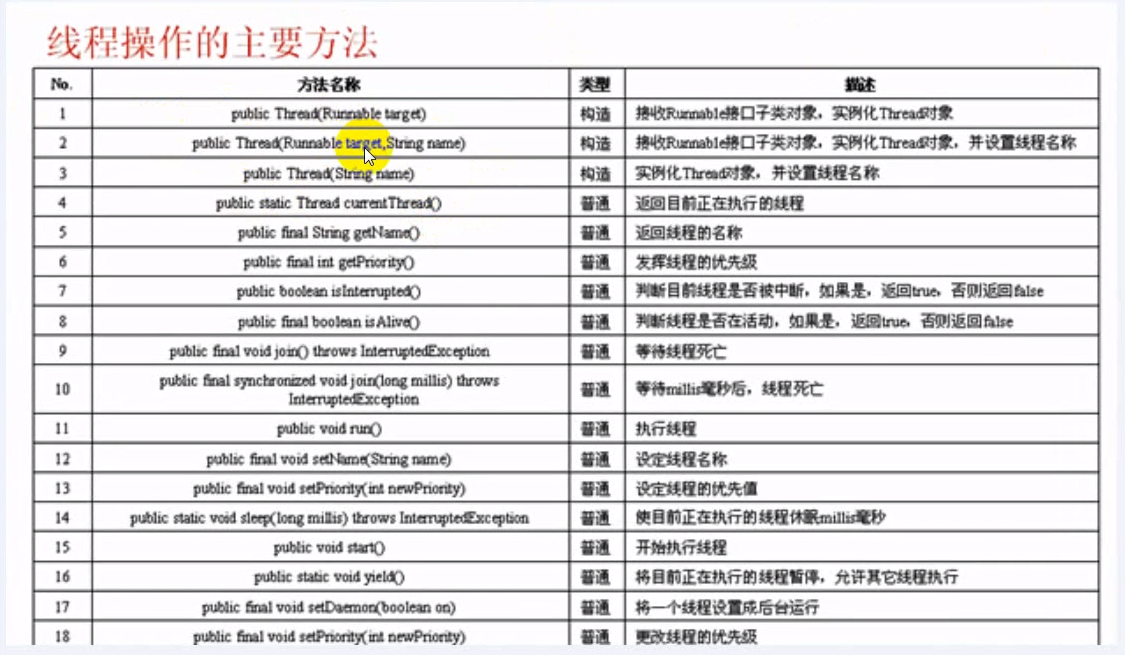 线程操作的主要方法
No. 方法名称 类型 描述
1 public Thread(Runnable target) 构造 接收Runnable接口子类对象，实例化Thread对象
2 public Thread(Runnable target,String name) 构造 接收Runnable接口子类对象，实例化Thread对象，并设置线程名称
3 public Thread(String name) 构造 实例化Thread对象，并设置线程名称
4 public static Thread currentThread() 普通 返回目前正在执行的线程
5 public final String getName() 普通 返回线程的名称
6 public final int getPriority() 普通 发挥线程的优先级
7 public boolean isInterrupted() 普通 判断目前线程是否被中断，如果是，返回true，否则返回false
8 public final boolean isAlive() 普通 判断线程是否在活动，如果是，返回true，否则返回false
9 public final void join() throws InterruptedException 普通 等待线程死亡
10 public final synchronized void join(long millis) throws
InterruptedException 普通 等待millis毫秒后，线程死亡
11 public void run() 普通 执行线程
12 public final void setName(String name) 普通 设定线程名称
13 public final void setPriority(int newPriority) 普通 设定线程的优先值
14 public static void sleep(long millis) throws InterruptedException 普通 使目前正在执行的线程休眠millis毫秒
15 public void start() 普通 开始执行线程
16 public static void yield() 普通 将目前正在执行的线程暂停，允许其它线程执行
17 public final void setDaemon(boolean on) 普通 将一个线程设置成后台运行
18 public final void setPriority(int newPriority) 普通 更改线程的优先级